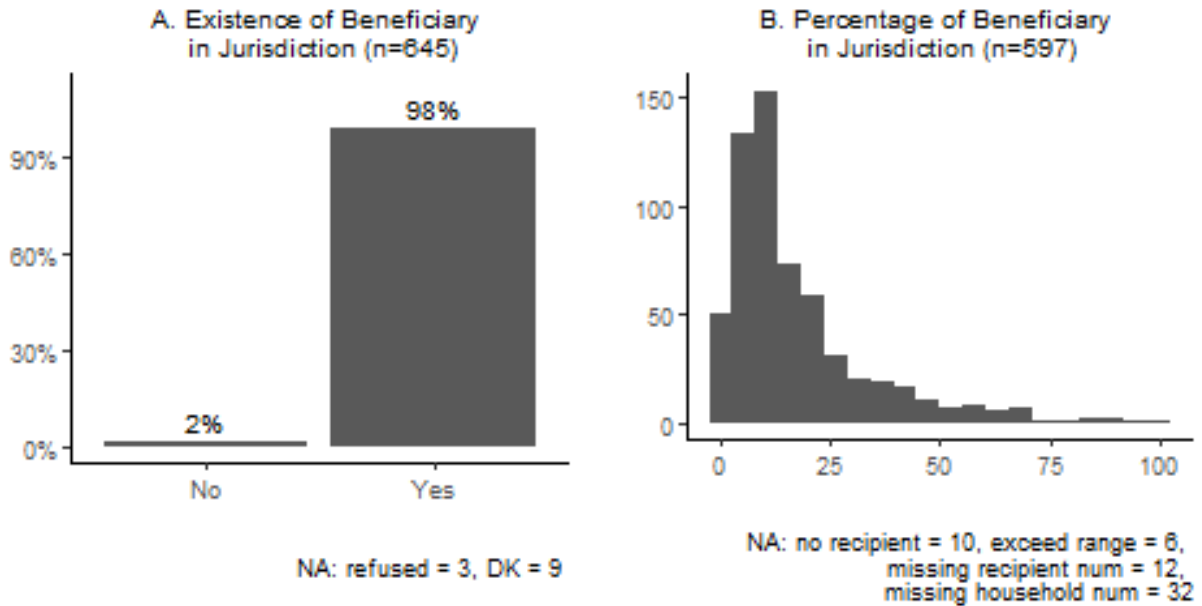 A. Existence of Beneficiary
in Jurisdiction (n=645)
98%
90%
60%
30%
2%
0%
No
Yes
NA: refused = 3, DK = 9
B. Percentage of Beneficiary
in Jurisdiction (n=597)
150
100
50
0
0
25
50
75
100
NA: no recipient = 10, exceed range = 6,
missing recipient num = 12,
missing household num = 32